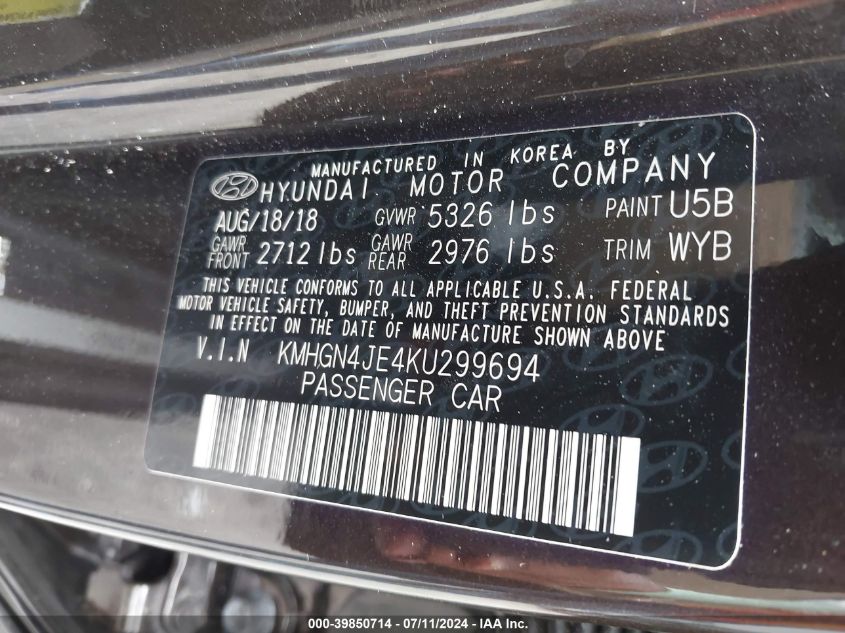 MANUFACTURED IN KOREA BY
HYUNDAI MOTOR COMPANY
AUG/18/18 GVWR 5326 lbs PAINT U5B
GAWR FRONT 2712 lbs GAWR REAR 2976 lbs TRIM WYB
THIS VEHICLE CONFORMS TO ALL APPLICABLE U.S.A. FEDERAL
MOTOR VEHICLE SAFETY, BUMPER, AND THEFT PREVENTION STANDARDS
IN EFFECT ON THE DATE OF MANUFACTURE SHOWN ABOVE
V.I.N KMHGN4JE4KU299694
PASSENGER CAR
000-39850714 - 07/11/2024 - IAA Inc.